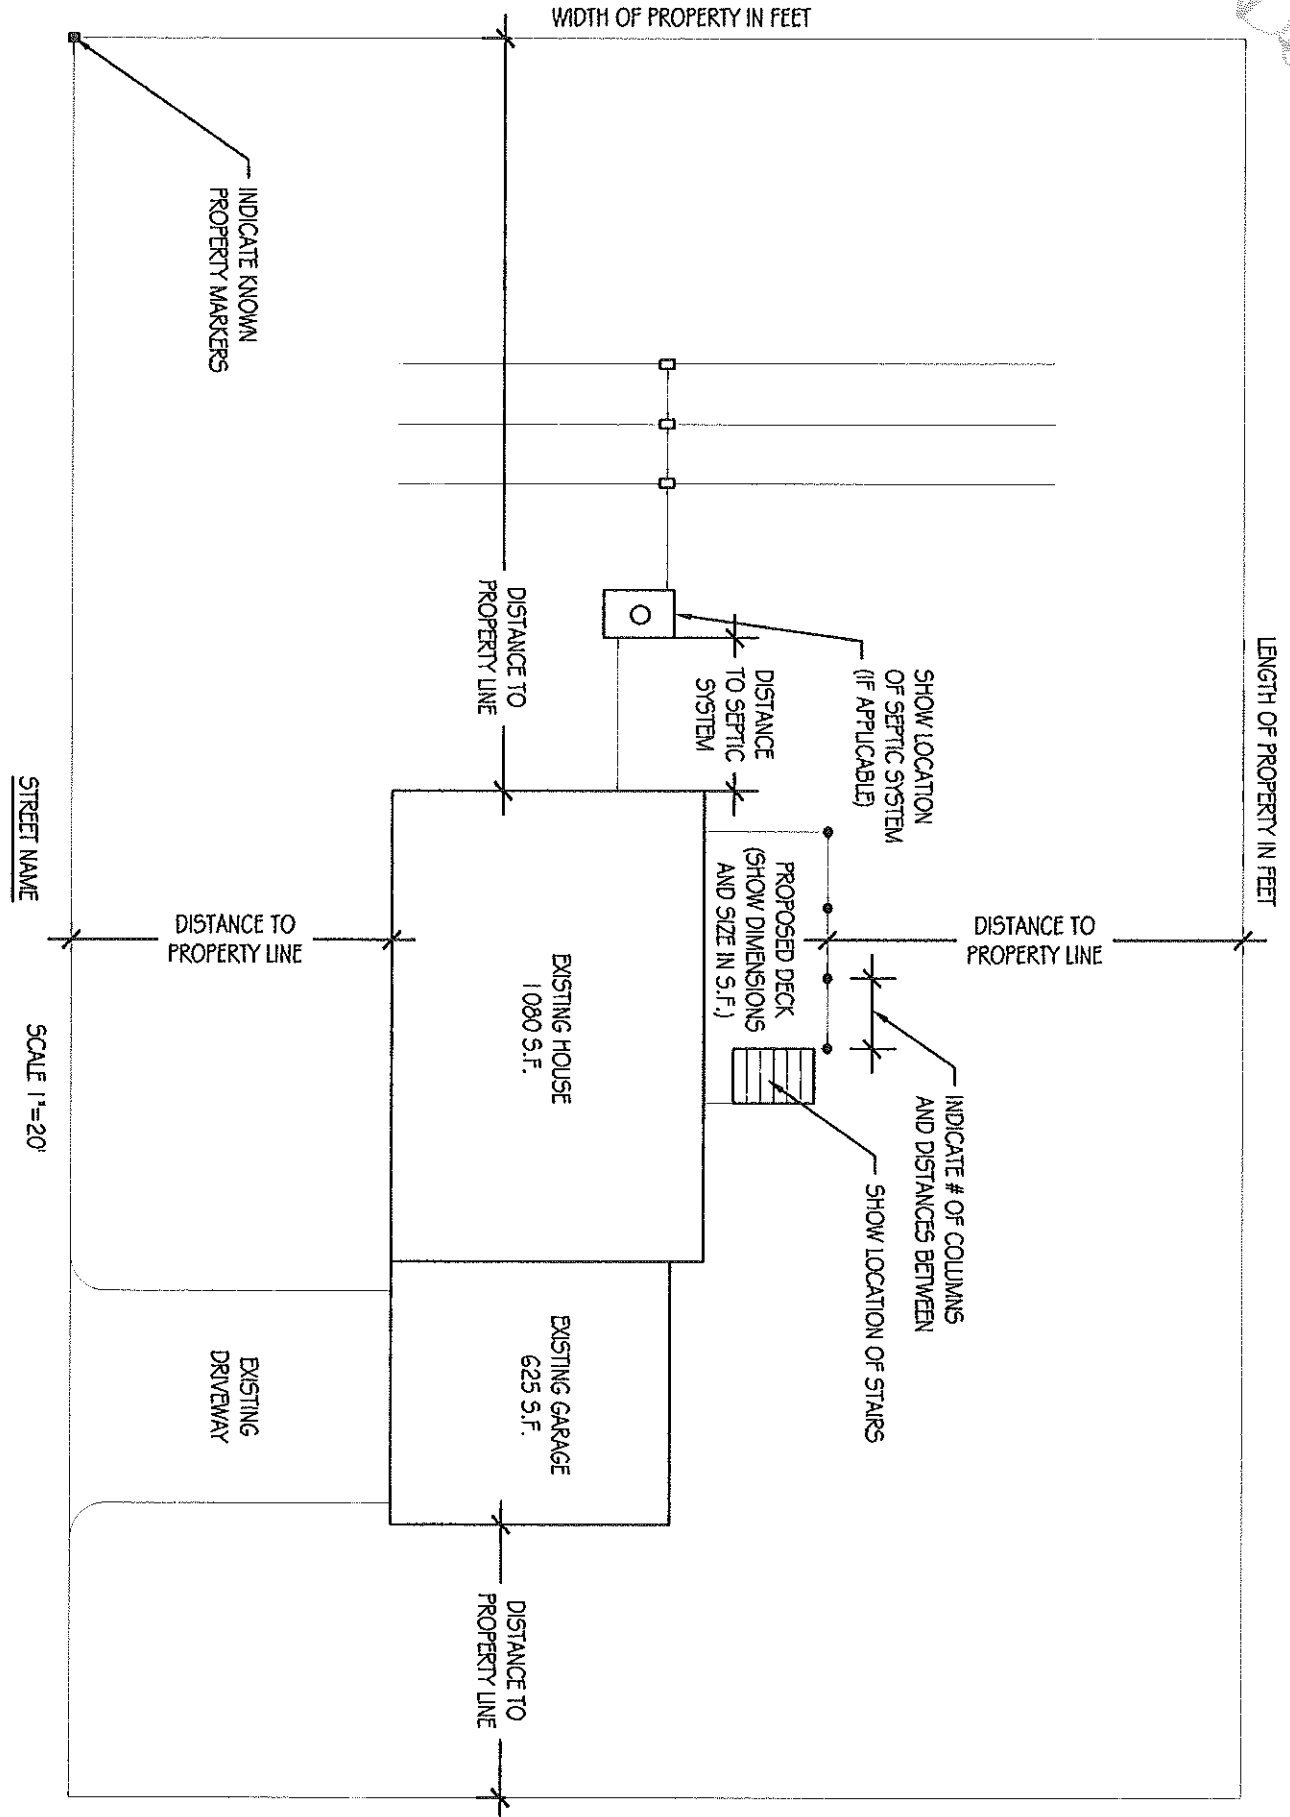 WIDTH OF PROPERTY IN FEET
LENGTH OF PROPERTY IN FEET
INDICATE KNOWN
PROPERTY MARKERS
DISTANCE TO
PROPERTY LINE
DISTANCE
TO SEPTIC
SYSTEM
SHOW LOCATION
OF SEPTIC SYSTEM
(IF APPLICABLE)
PROPOSED DECK
(SHOW DIMENSIONS
AND SIZE IN S.F.)
DISTANCE TO
PROPERTY LINE
DISTANCE TO
PROPERTY LINE
EXISTING HOUSE
1080 S.F.
INDICATE # OF COLUMNS
AND DISTANCES BETWEEN
SHOW LOCATION OF STAIRS
EXISTING GARAGE
625 S.F.
EXISTING
DRIVEWAY
DISTANCE TO
PROPERTY LINE
STREET NAME
SCALE 1"=20'